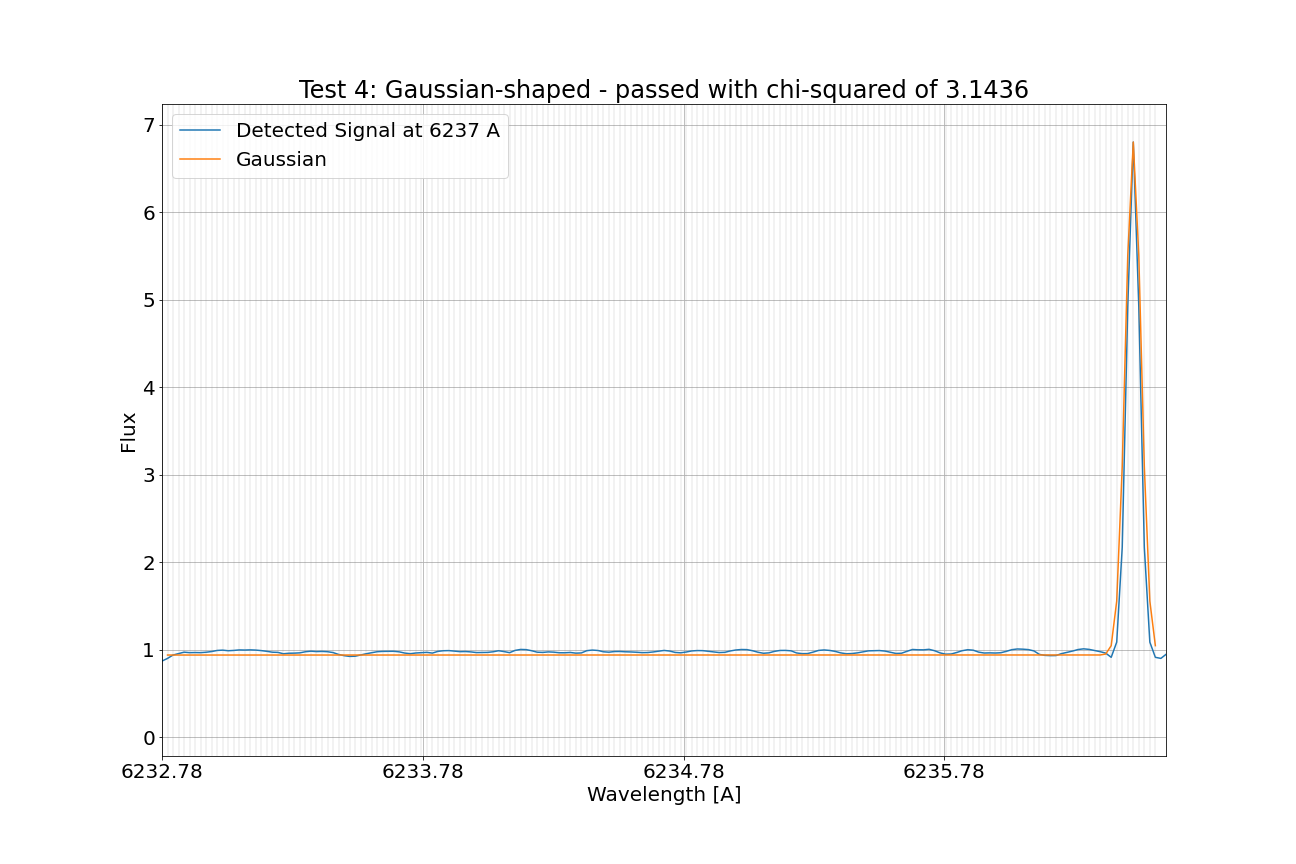 Test 4: Gaussian-shaped - passed with chi-squared of 3.1436
Detected Signal at 6237 A
Gaussian
7
6
5
4
3
2
1
0
Flux
6232.78 6233.78 6234.78 6235.78
Wavelength [A]